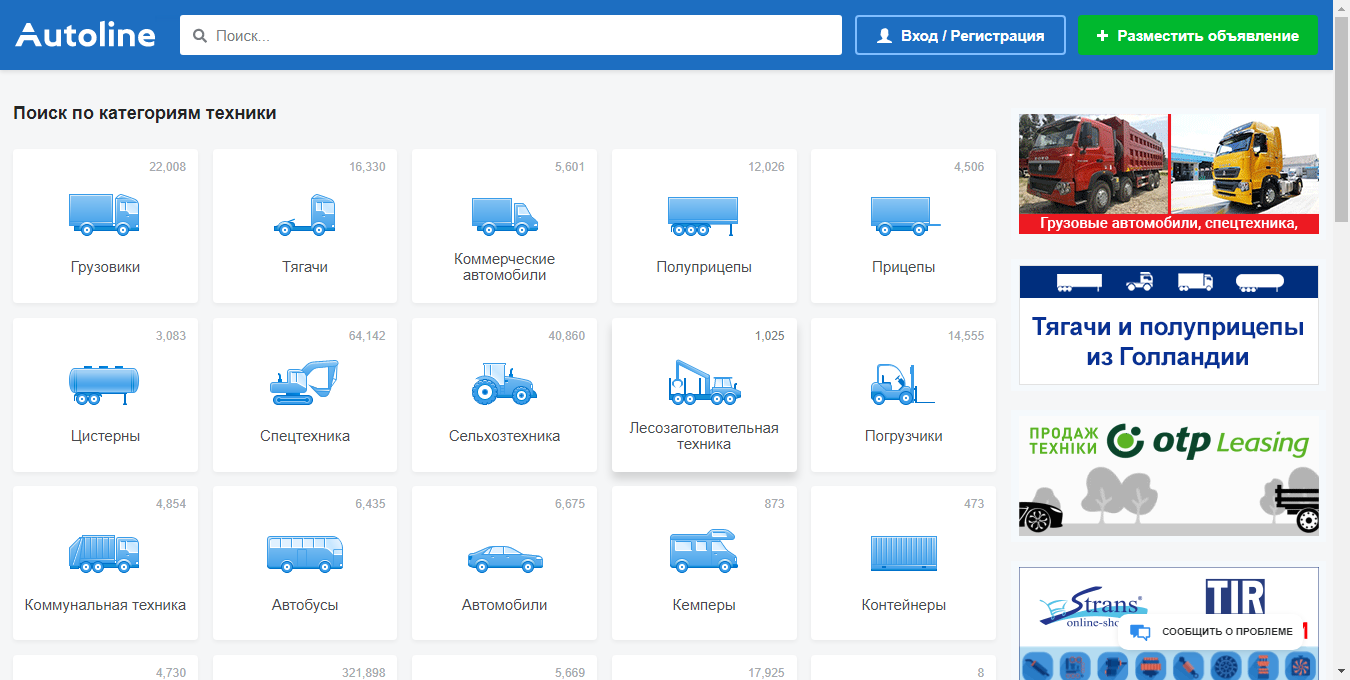 Autoline
Поиск...
Вход / Регистрация
+ Разместить объявление
Поиск по категориям техники
22,008
Грузовики
16,330
Тягачи
5,601
Коммерческие
автомобили
12,026
Полуприцепы
4,506
Прицепы
3,083
Цистерны
64,142
Спецтехника
40,860
Сельхозтехника
1,025
Лесозаготовительная
техника
14,555
Погрузчики
4,854
Коммунальная техника
6,435
Автобусы
6,675
Автомобили
873
Кемперы
473
Контейнеры
4,730
321,898
5,669
17,925
8
Грузовые автомобили, спецтехника,
Тягачи и полуприцепы
из Голландии
ПРОДАЖ
ТЕХНІКИ
otp Leasing
Strans
online-sho
TIR
СООБЩИТЬ О ПРОБЛЕМЕ